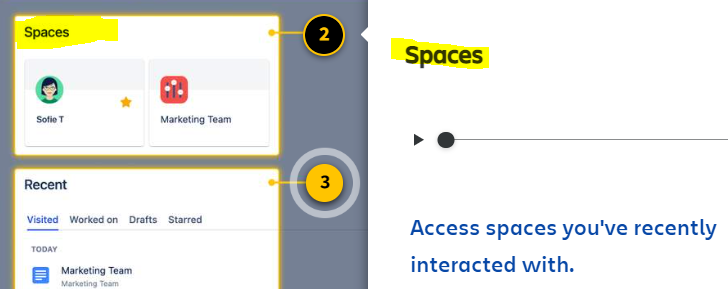 Spaces
2
Sofie T
Marketing Team
Recent
3
Visited Worked on Drafts Starred
TODAY
Marketing Team
Marketing Team
Spaces
Access spaces you've recently
interacted with.